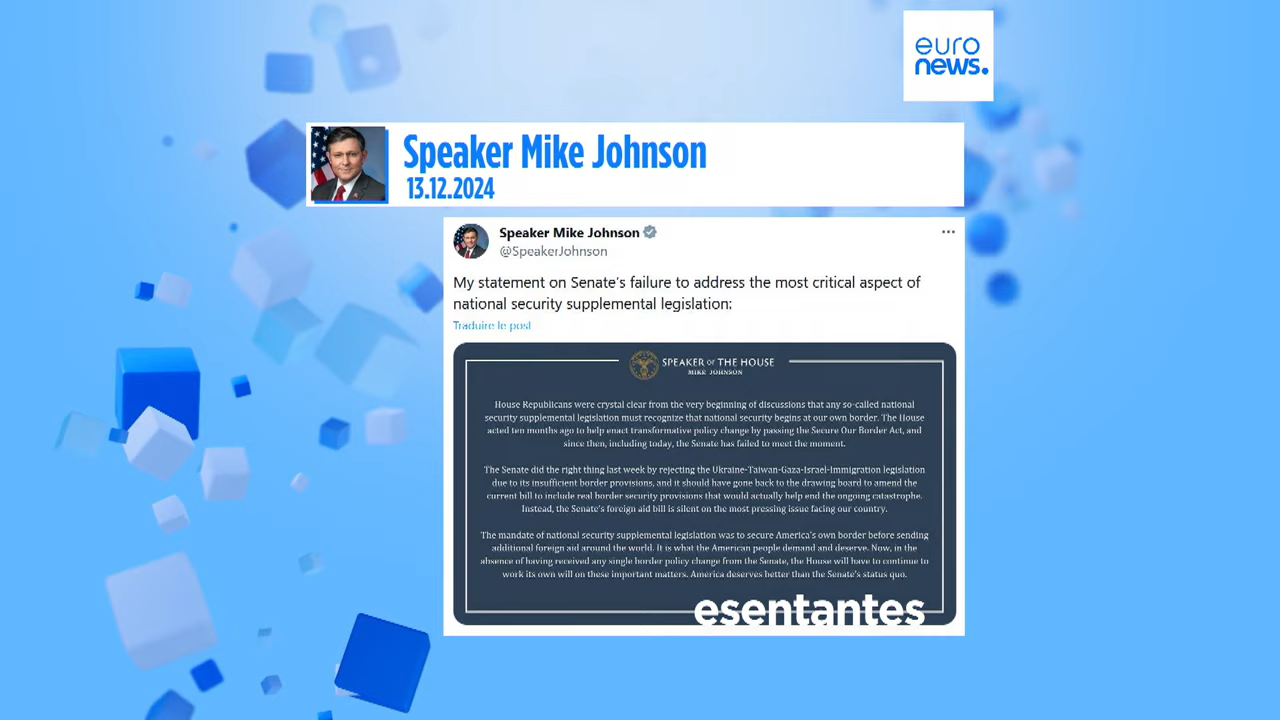 euro
news.
Speaker Mike Johnson
13.12.2024
Speaker Mike Johnson
@SpeakerJohnson
My statement on Senate's failure to address the most critical aspect of
national security supplemental legislation:
Traduire le post
SPEAKER OF THE HOUSE
MIKE JOHNSON
House Republicans were crystal clear from the very beginning of discussions that any so-called national
security supplemental legislation must recognize that national security begins at our own border. The House
acted ten months ago to help enact transformative policy change by passing the Secure Our Border Act, and
since then, including today, the Senate has failed to meet the moment.
The Senate did the right thing last week by rejecting the Ukraine-Taiwan-Gaza-Israel-Immigration legislation
due to its insufficient border provisions, and it should have gone back to the drawing board to amend the
current bill to include real border security provisions that would actually help end the ongoing catastrophe.
Instead, the Senate's foreign aid bill is silent on the most pressing issue facing our country.
The mandate of national security supplemental legislation was to secure America's own border before sending
additional foreign aid around the world. It is what the American people demand and deserve. Now, in the
absence of having received any single border policy change from the Senate, the House will have to continue to
work its own will on these important matters. America deserves better than the Senate's status quo.
esentantes